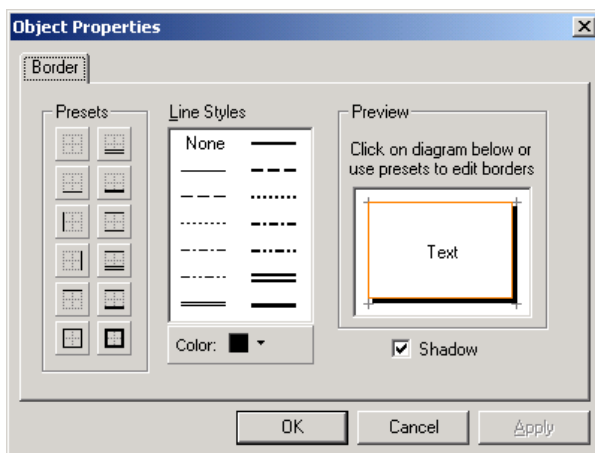 Object Properties
Border
Presets
Line Styles
None
Color:
Preview
Click on diagram below or
use presets to edit borders
Text
Shadow
OK
Cancel
Apply